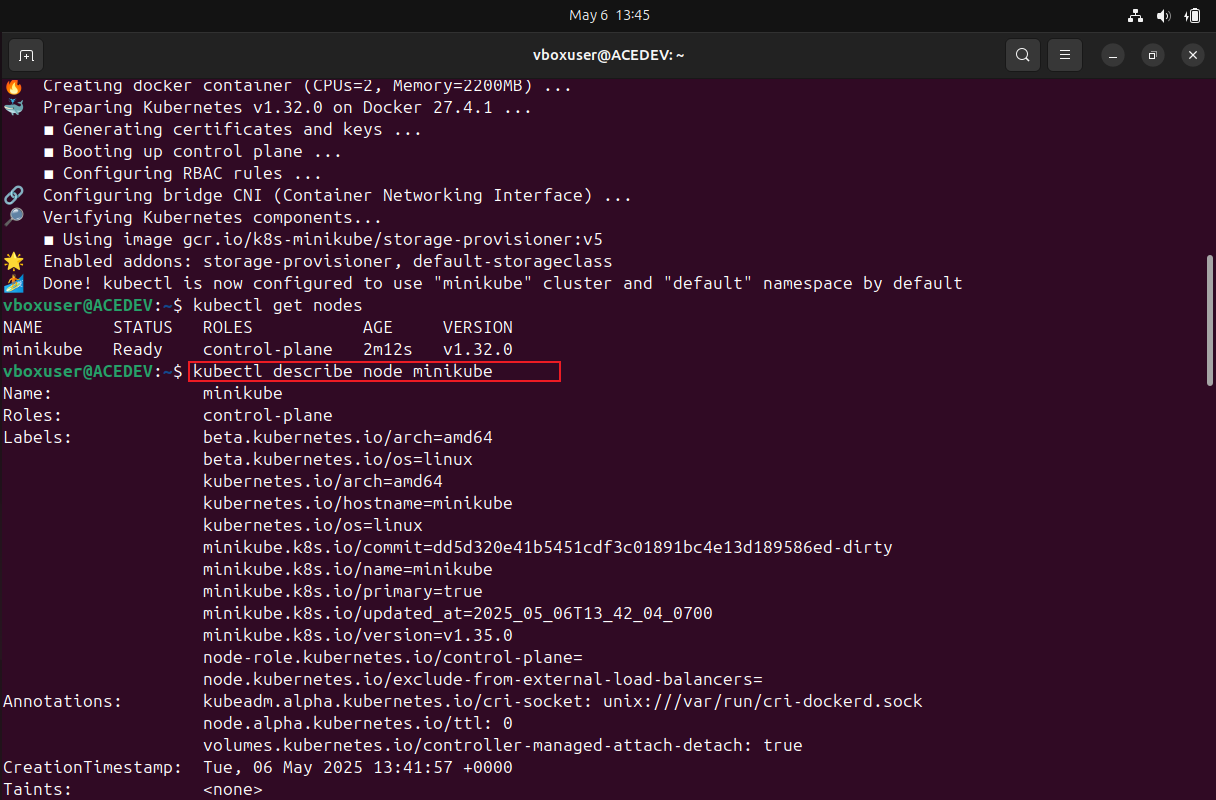 May 6 13:45
vboxuser@ACEDEV: ~
Creating docker container (CPUs=2, Memory=2200MB) ...
Preparing Kubernetes v1.32.0 on Docker 27.4.1 ...
■ Generating certificates and keys ...
■ Booting up control plane ...
■ Configuring RBAC rules ...
Configuring bridge CNI (Container Networking Interface) ...
Verifying Kubernetes components...
■ Using image gcr.io/k8s-minikube/storage-provisioner:v5
Enabled addons: storage-provisioner, default-storageclass
Done! kubectl is now configured to use "minikube" cluster and "default" namespace by default
vboxuser@ACEDEV:~$ kubectl get nodes
NAME STATUS ROLES AGE VERSION
minikube Ready control-plane 2m12s v1.32.0
vboxuser@ACEDEV:~$ kubectl describe node minikube
Name: minikube
Roles: control-plane
Labels: beta.kubernetes.io/arch=amd64
beta.kubernetes.io/os=linux
kubernetes.io/arch=amd64
kubernetes.io/hostname=minikube
kubernetes.io/os=linux
minikube.k8s.io/commit=dd5d320e41b5451cdf3c01891bc4e13d189586ed-dirty
minikube.k8s.io/name=minikube
minikube.k8s.io/primary=true
minikube.k8s.io/updated_at=2025_05_06T13_42_04_0700
minikube.k8s.io/version=v1.35.0
node-role.kubernetes.io/control-plane=
node.kubernetes.io/exclude-from-external-load-balancers=
Annotations: kubeadm.alpha.kubernetes.io/cri-socket: unix:///var/run/cri-dockerd.sock
node.alpha.kubernetes.io/ttl: 0
volumes.kubernetes.io/controller-managed-attach-detach: true
CreationTimestamp: Tue, 06 May 2025 13:41:57 +0000
Taints: <none>